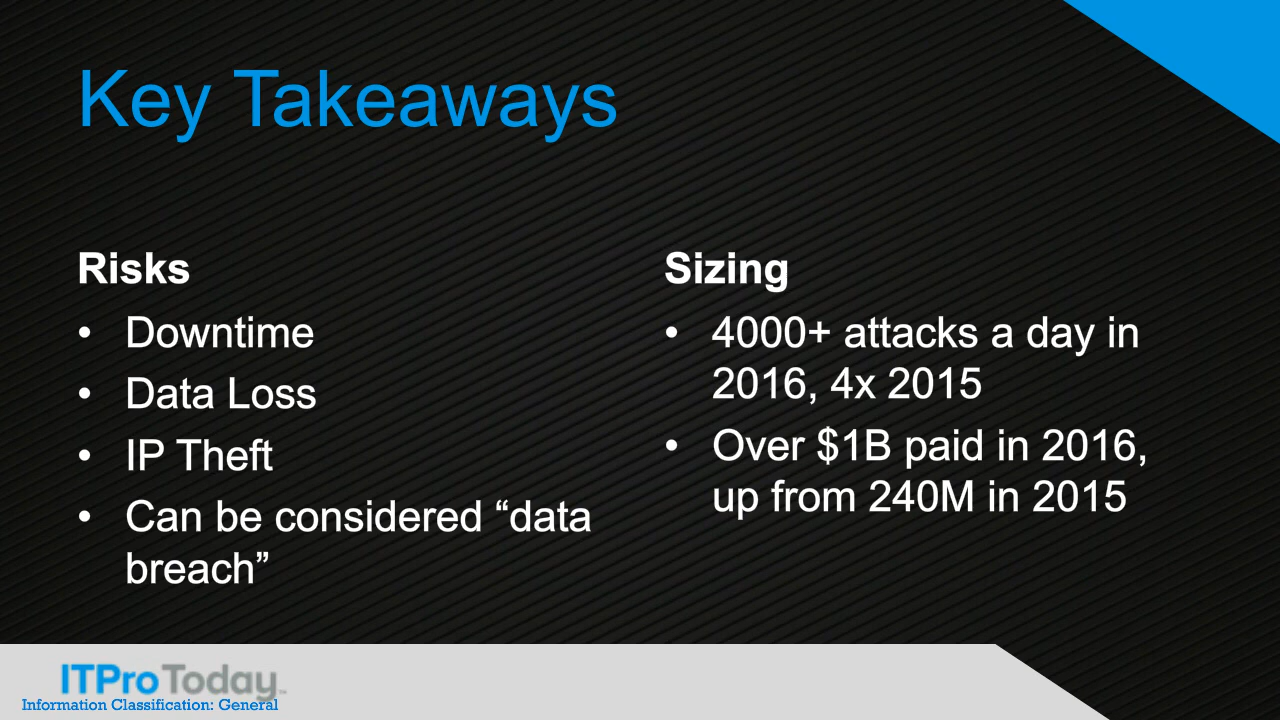 Key Takeaways
Risks
• Downtime
• Data Loss
• IP Theft
• Can be considered “data
breach”
Sizing
• 4000+ attacks a day in
2016, 4x 2015
• Over $1B paid in 2016,
up from 240M in 2015
ITProToday™
Information Classification: General